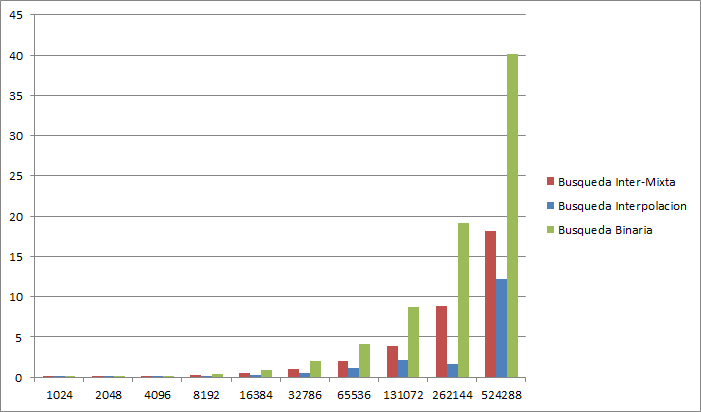 45
40
35
30
25
20
15
10
5
0
1024 2048 4096 8192 16384 32786 65536 131072 262144 524288
Busqueda Inter-Mixta
Busqueda Interpolacion
Busqueda Binaria